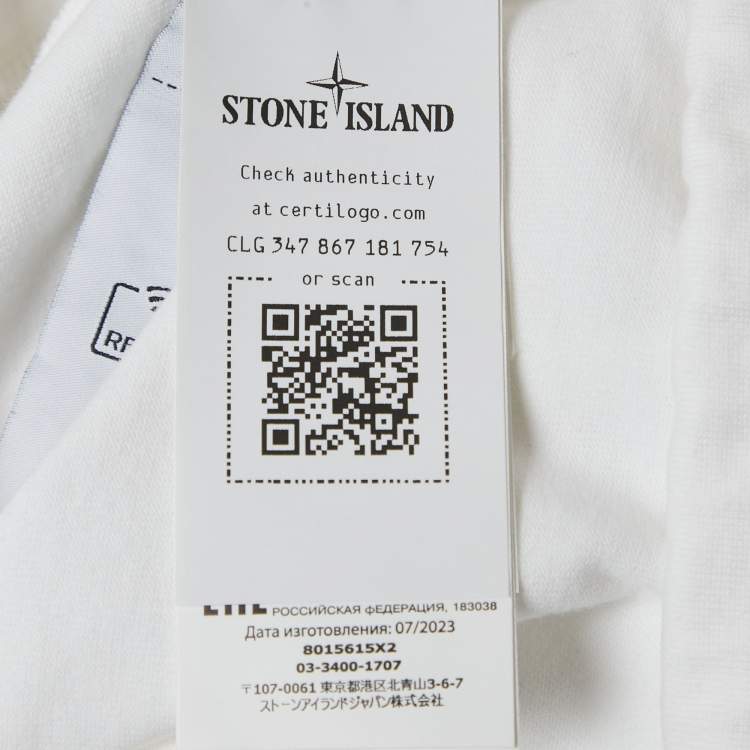 STONE ISLAND
Check authenticity
at certilogo.com
CLG 347 867 181 754
or scan
РОССИЙСКАЯ ФЕДЕРАЦИЯ, 183038
Дата изготовления: 07/2023
8015615X2
03-3400-1707
〒107-0061 東京都港区北青山3-6-7
ストーンアイランドジャパン株式会社